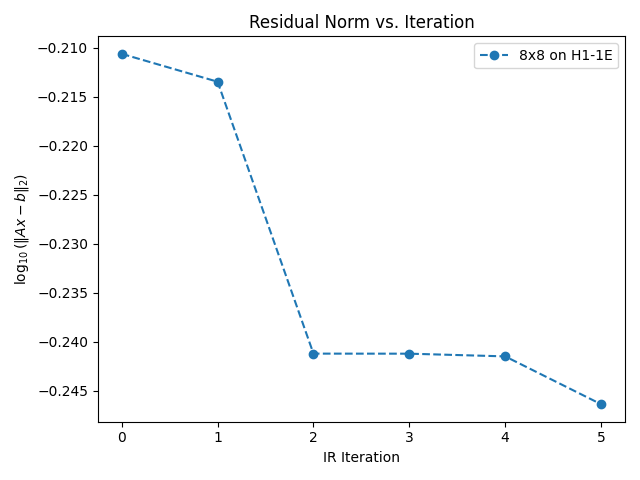 Residual Norm vs. Iteration
8x8 on H1-1E
log₁₀(‖Ax − b‖₂)
−0.210
−0.215
−0.220
−0.225
−0.230
−0.235
−0.240
−0.245
0 1 2 3 4 5
IR Iteration